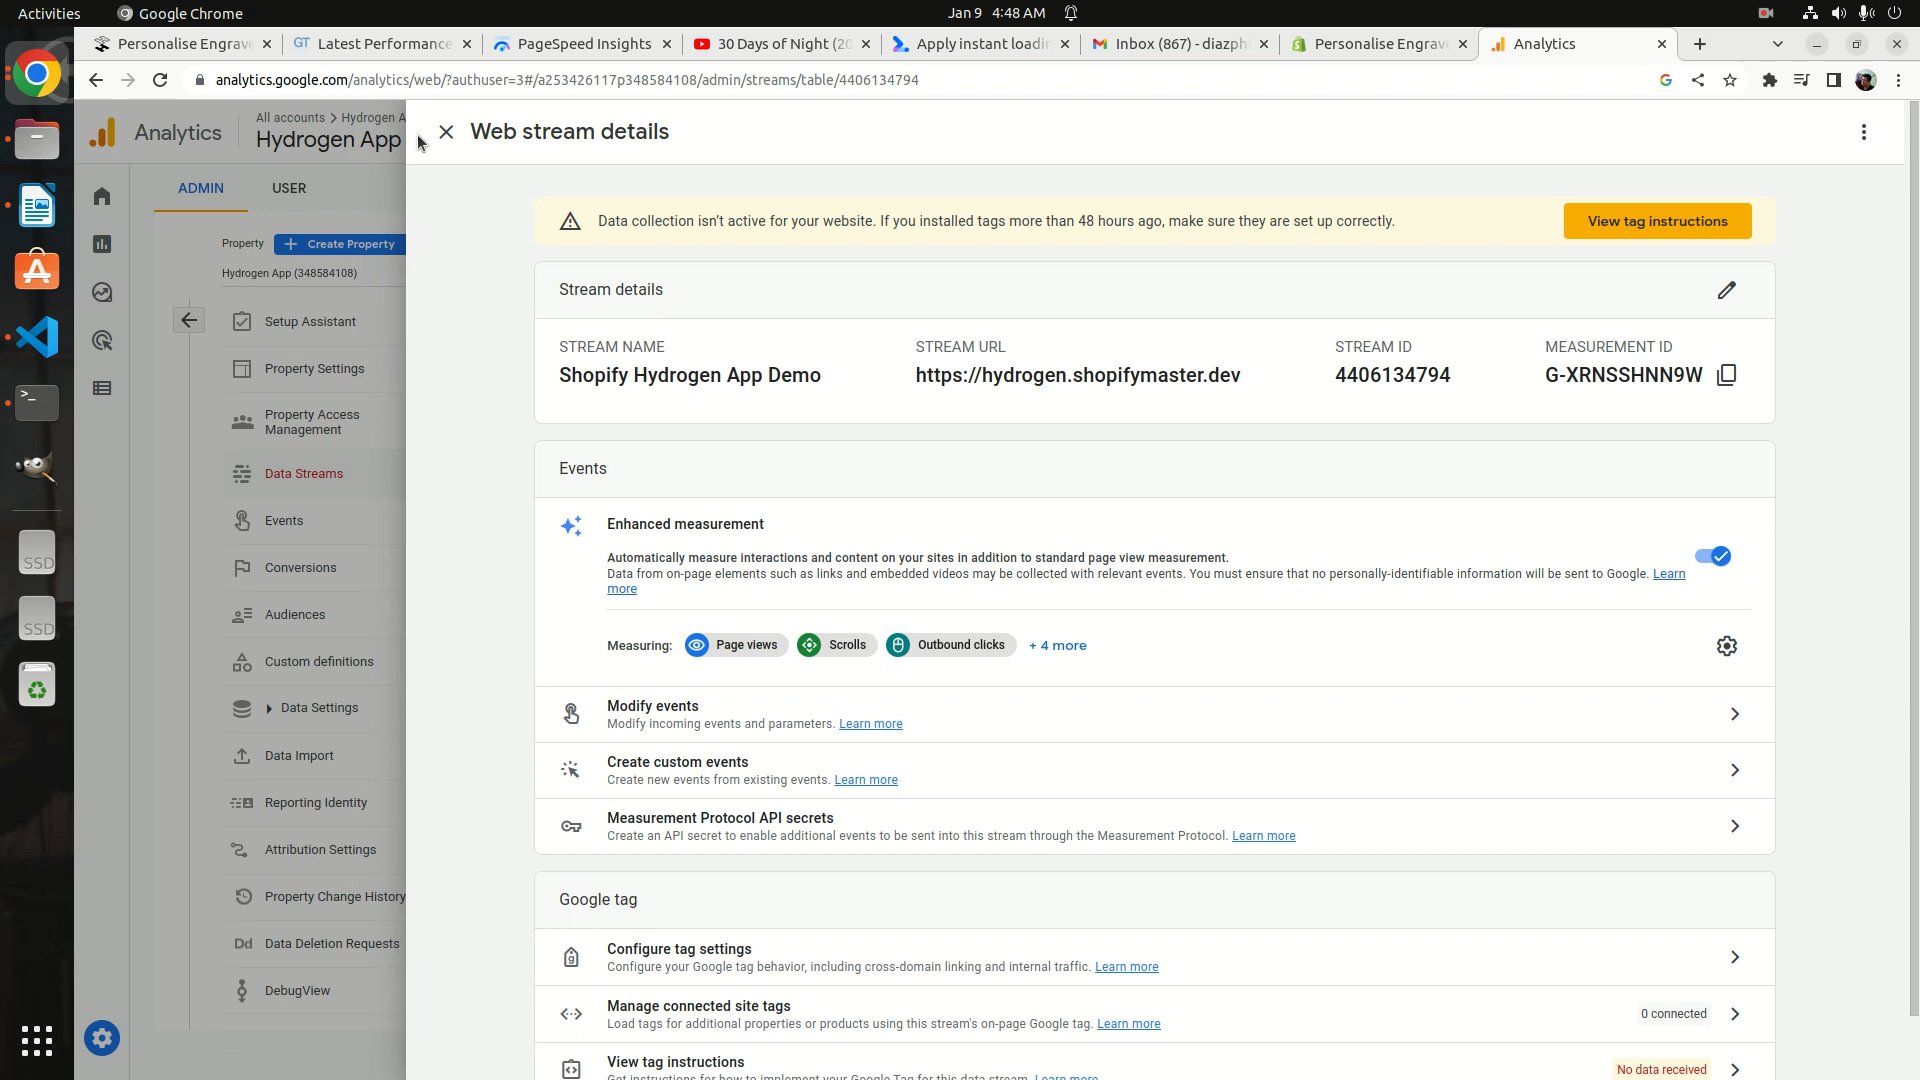 Activities
Google Chrome
Jan 9 4:48 AM
Personalise Engrave
Latest Performance
PageSpeed Insights
30 Days of Night (20
Apply instant loadin
Inbox (867) - diazph
Personalise Engrave
Analytics
analytics.google.com/analytics/web/?authuser=3#/a253426117p348584108/admin/streams/table/4406134794
Analytics
All accounts > Hydrogen A
Hydrogen App
Web stream details
ADMIN
USER
Data collection isn't active for your website. If you installed tags more than 48 hours ago, make sure they are set up correctly.
View tag instructions
Property
Create Property
Hydrogen App (348584108)
Setup Assistant
Property Settings
Property Access
Management
Data Streams
Events
Conversions
Audiences
Custom definitions
Data Settings
Data Import
Reporting Identity
Attribution Settings
Property Change History
Dd
Data Deletion Requests
DebugView
SSD
SSD
Stream details
STREAM NAME
Shopify Hydrogen App Demo
STREAM URL
https://hydrogen.shopifymaster.dev
STREAM ID
4406134794
MEASUREMENT ID
G-XRNSSHNN9W
Events
Enhanced measurement
Automatically measure interactions and content on your sites in addition to standard page view measurement.
Data from on-page elements such as links and embedded videos may be collected with relevant events. You must ensure that no personally-identifiable information will be sent to Google. Learn
more
Measuring:
Page views
Scrolls
Outbound clicks
+ 4 more
Modify events
Modify incoming events and parameters. Learn more
Create custom events
Create new events from existing events. Learn more
Measurement Protocol API secrets
Create an API secret to enable additional events to be sent into this stream through the Measurement Protocol. Learn more
Google tag
Configure tag settings
Configure your Google tag behavior, including cross-domain linking and internal traffic. Learn more
Manage connected site tags
Load tags for additional properties or products using this stream's on-page Google tag. Learn more
0 connected
View tag instructions
Get instructions for how to implement your Google Tag for this data stream. Learn more
No data received